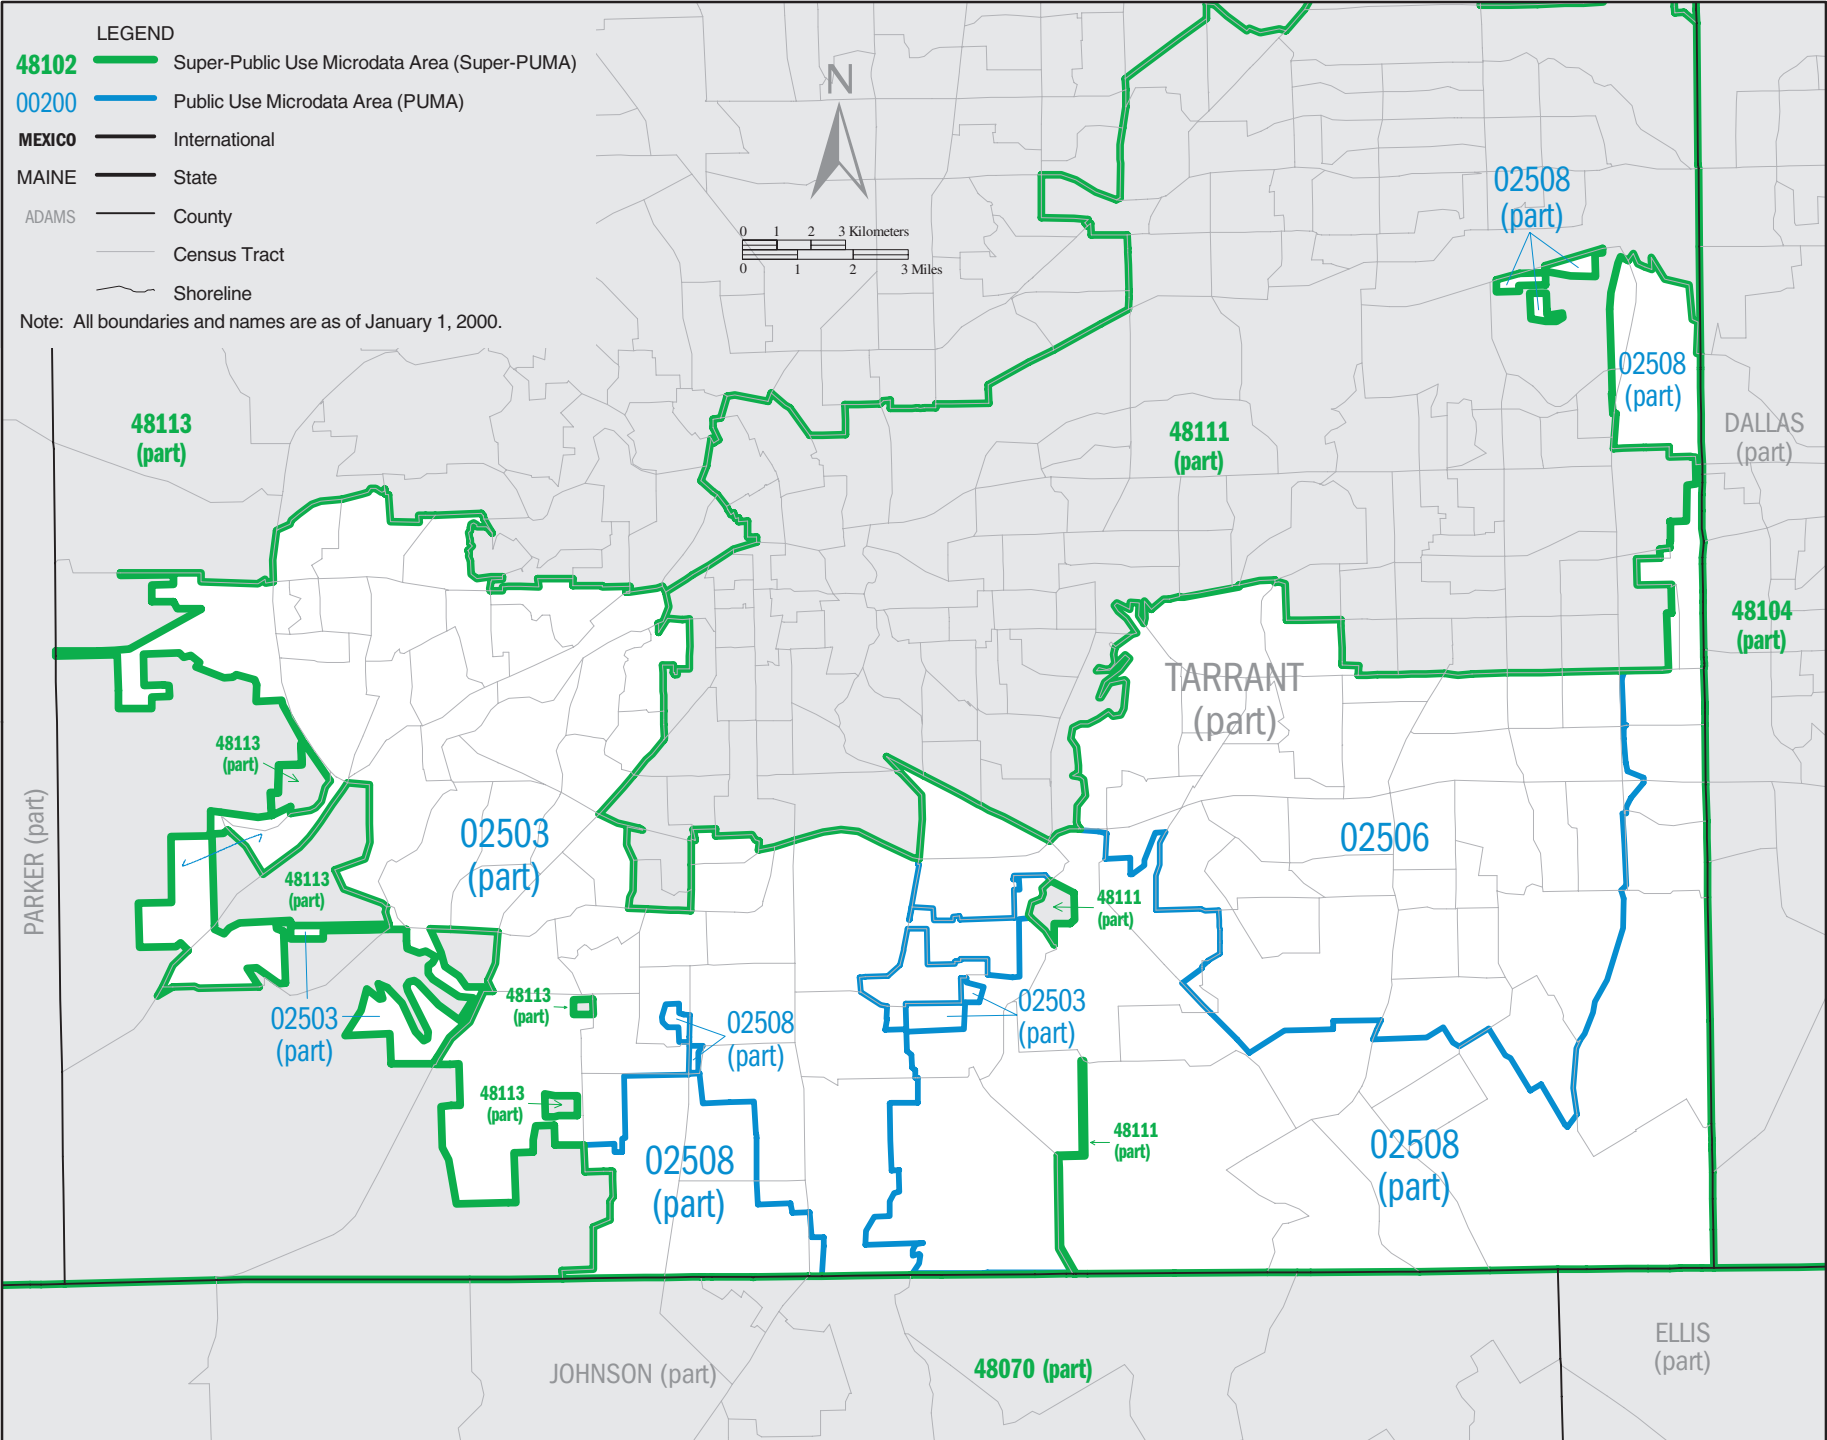 LEGEND
48102 Super-Public Use Microdata Area (Super-PUMA)
00200 Public Use Microdata Area (PUMA)
MEXICO International
MAINE State
ADAMS County
Census Tract
Shoreline
Note: All boundaries and names are as of January 1, 2000.
N
0 1 2 3 Kilometers
0 1 2 3 Miles
02508
(part)
02508
(part)
DALLAS
(part)
48113
(part)
48111
(part)
48104
(part)
TARRANT
(part)
48113
(part)
PARKER (part)
02503
(part)
02506
48113
(part)
48111
(part)
48113
(part)
02503
(part)
02508
(part)
02503
(part)
48113
(part)
48111
(part)
02508
(part)
02508
(part)
JOHNSON (part)
48070 (part)
ELLIS
(part)